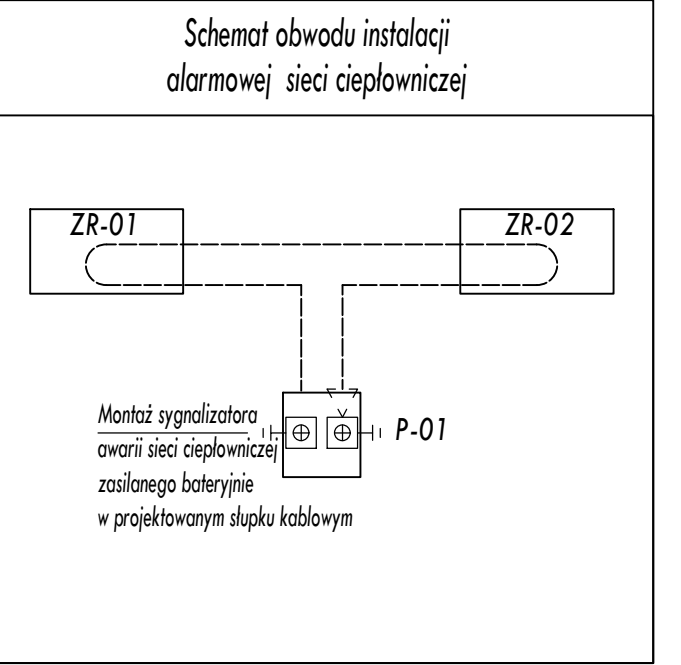 Schemat obwodu instalacji
alarmowej sieci ciepłowniczej
ZR-01
ZR-02
Montaż sygnalizatora
awarii sieci ciepłowniczej
zasilanego bateryjnie
w projektowanym słupku kablowym
P-01